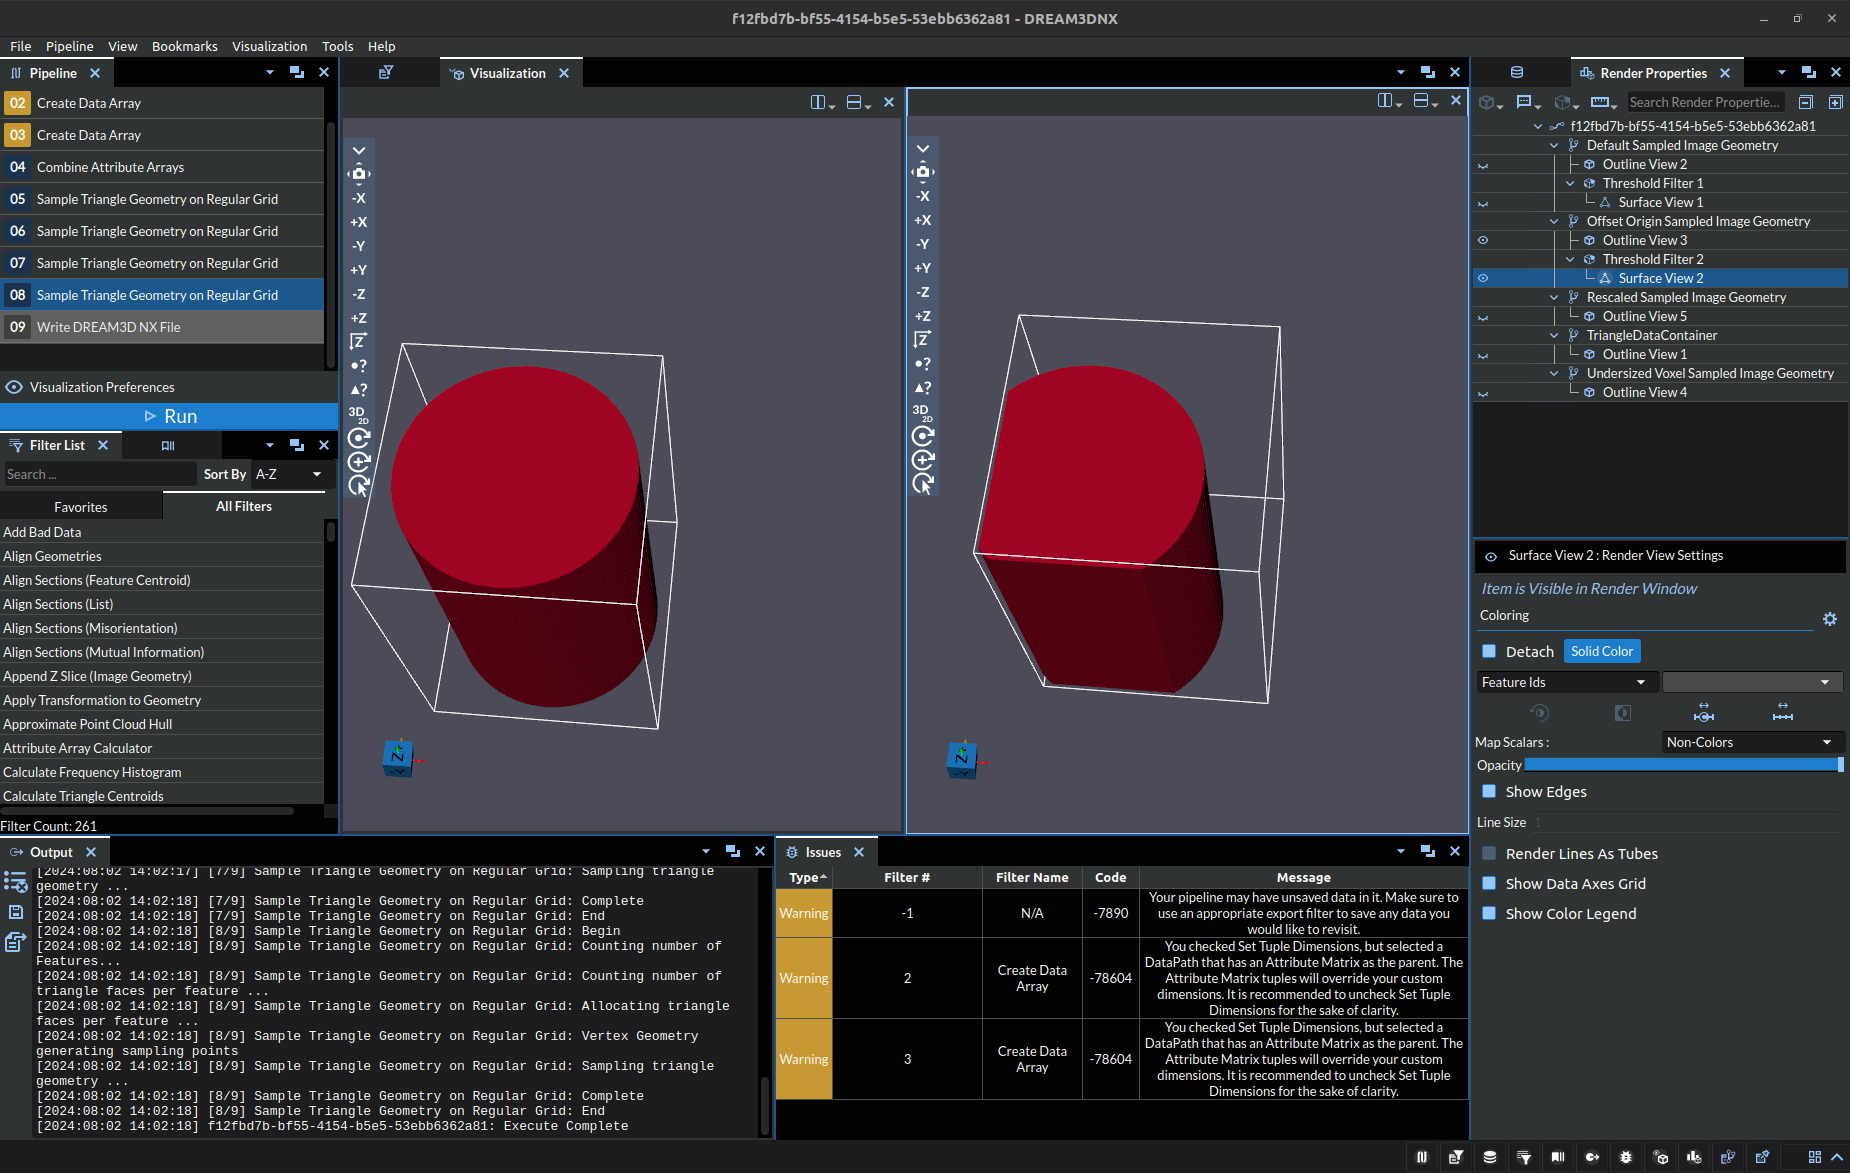 f12fbd7b-bf55-4154-b5e5-53ebb6362a81 - DREAM3DNX
File Pipeline View Bookmarks Visualization Tools Help
Pipeline
02 Create Data Array
03 Create Data Array
04 Combine Attribute Arrays
05 Sample Triangle Geometry on Regular Grid
06 Sample Triangle Geometry on Regular Grid
07 Sample Triangle Geometry on Regular Grid
08 Sample Triangle Geometry on Regular Grid
09 Write DREAM3D NX File
Visualization Preferences
Run
Filter List
Search ...
Sort By A-Z
Favorites
All Filters
Add Bad Data
Align Geometries
Align Sections (Feature Centroid)
Align Sections (List)
Align Sections (Misorientation)
Align Sections (Mutual Information)
Append Z Slice (Image Geometry)
Apply Transformation to Geometry
Approximate Point Cloud Hull
Attribute Array Calculator
Calculate Frequency Histogram
Calculate Triangle Centroids
Filter Count: 261
Visualization
-X
+X
-Y
+Y
-Z
+Z
Z
?
?
3D
2D
Z
-Y
-X
+X
-Y
+Y
-Z
+Z
Z
?
?
3D
2D
Z
-Y
Render Properties
Search Render Propertie...
f12fbd7b-bf55-4154-b5e5-53ebb6362a81
Default Sampled Image Geometry
Outline View 2
Threshold Filter 1
Surface View 1
Offset Origin Sampled Image Geometry
Outline View 3
Threshold Filter 2
Surface View 2
Rescaled Sampled Image Geometry
Outline View 5
TriangleDataContainer
Outline View 1
Undersized Voxel Sampled Image Geometry
Outline View 4
Surface View 2 : Render View Settings
Item is Visible in Render Window
Coloring
Detach
Solid Color
Feature Ids
Map Scalars :
Non-Colors
Opacity
Show Edges
Line Size 1
Render Lines As Tubes
Show Data Axes Grid
Show Color Legend
Output
[2024:08:02 14:02:17] [7/9] Sample Triangle Geometry on Regular Grid: Sampling triangle
geometry ...
[2024:08:02 14:02:18] [7/9] Sample Triangle Geometry on Regular Grid: Complete
[2024:08:02 14:02:18] [7/9] Sample Triangle Geometry on Regular Grid: End
[2024:08:02 14:02:18] [8/9] Sample Triangle Geometry on Regular Grid: Begin
[2024:08:02 14:02:18] [8/9] Sample Triangle Geometry on Regular Grid: Counting number of
Features...
[2024:08:02 14:02:18] [8/9] Sample Triangle Geometry on Regular Grid: Counting number of
triangle faces per feature ...
[2024:08:02 14:02:18] [8/9] Sample Triangle Geometry on Regular Grid: Allocating triangle
faces per feature ...
[2024:08:02 14:02:18] [8/9] Sample Triangle Geometry on Regular Grid: Vertex Geometry
generating sampling points
[2024:08:02 14:02:18] [8/9] Sample Triangle Geometry on Regular Grid: Sampling triangle
geometry ...
[2024:08:02 14:02:18] [8/9] Sample Triangle Geometry on Regular Grid: Complete
[2024:08:02 14:02:18] [8/9] Sample Triangle Geometry on Regular Grid: End
[2024:08:02 14:02:18] f12fbd7b-bf55-4154-b5e5-53ebb6362a81: Execute Complete
Issues
Type Filter # Filter Name Code Message
Warning -1 N/A -7890 Your pipeline may have unsaved data in it. Make sure to
use an appropriate export filter to save any data you
would like to revisit.
Warning 2 Create Data Array -78604 You checked Set Tuple Dimensions, but selected a
DataPath that has an Attribute Matrix as the parent. The
Attribute Matrix tuples will override your custom
dimensions. It is recommended to uncheck Set Tuple
Dimensions for the sake of clarity.
Warning 3 Create Data Array -78604 You checked Set Tuple Dimensions, but selected a
DataPath that has an Attribute Matrix as the parent. The
Attribute Matrix tuples will override your custom
dimensions. It is recommended to uncheck Set Tuple
Dimensions for the sake of clarity.